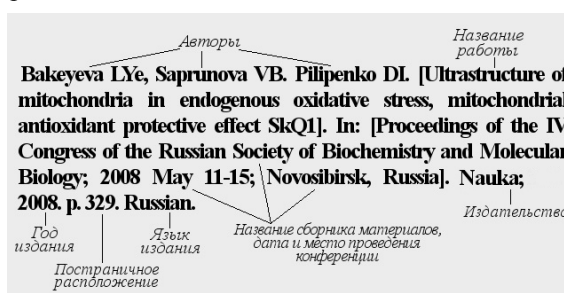 Авторы
Название
работы
Bakeyeva LYe, Saprunova VB. Pilipenko DI. [Ultrastructure of
mitochondria in endogenous oxidative stress, mitochondrial
antioxidant protective effect SkQ1]. In: [Proceedings of the IV
Congress of the Russian Society of Biochemistry and Molecular
Biology; 2008 May 11-15; Novosibirsk, Russia]. Nauka;
2008. p. 329. Russian.
Издательство
Год
издания
Язык
издания
Название сборника материалов,
дата и место проведения
конференции
Постраничное
расположение